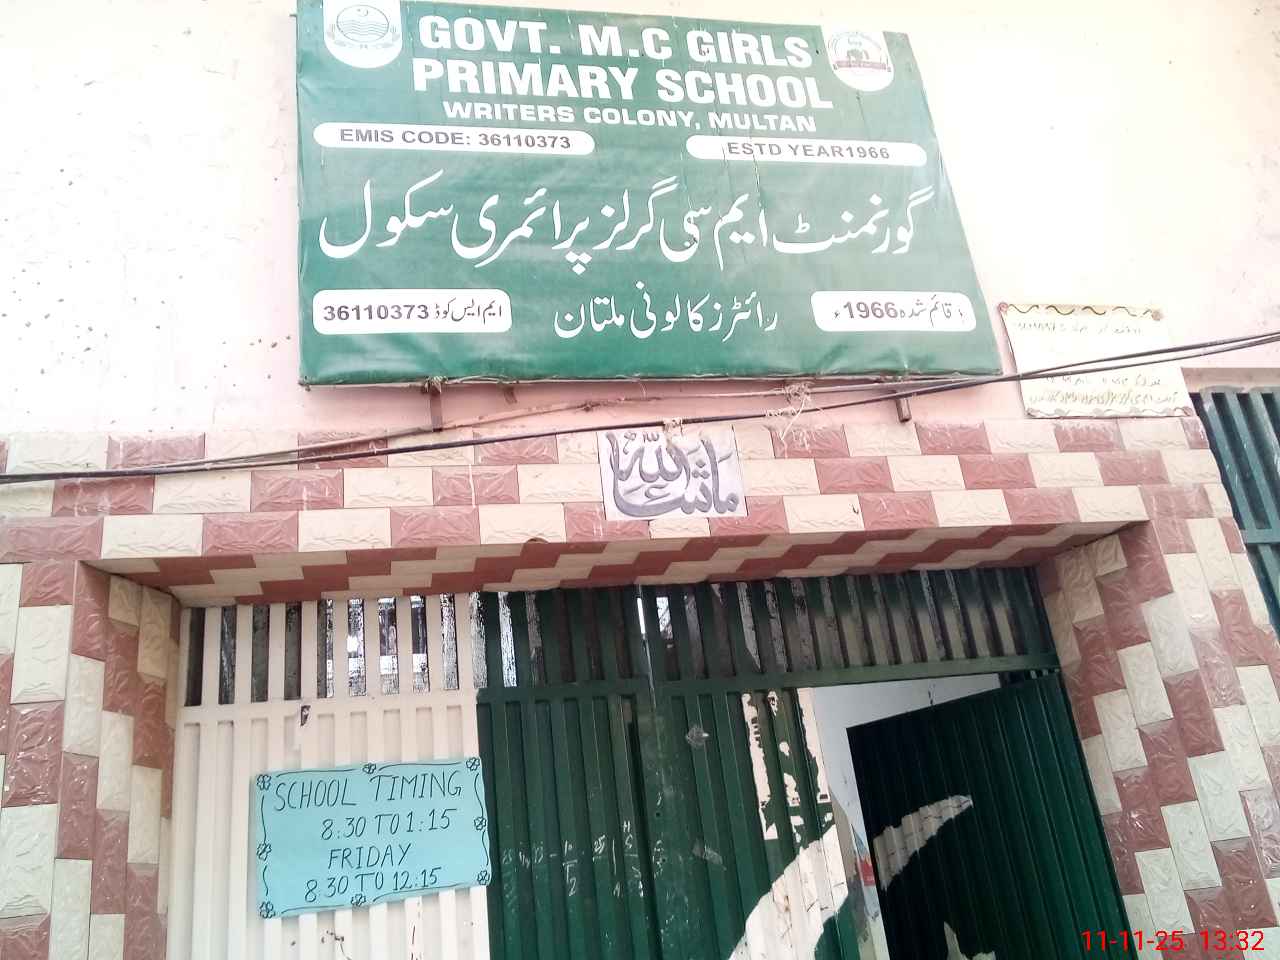 GOVT. M.C GIRLS
PRIMARY SCHOOL
WRITERS COLONY, MULTAN
EMIS CODE: 36110373
ESTD YEAR1966
گورنمنٹ ایم سی گرلز پرائمری سکول
قائم شدہ 1966ء
رائٹرز کالونی ملتان
ایم ایس کوڈ 36110373
ماشاءاللہ
SCHOOL TIMING
8:30 TO 1:15
FRIDAY
8:30 TO 12:15
11-11-25 13:32